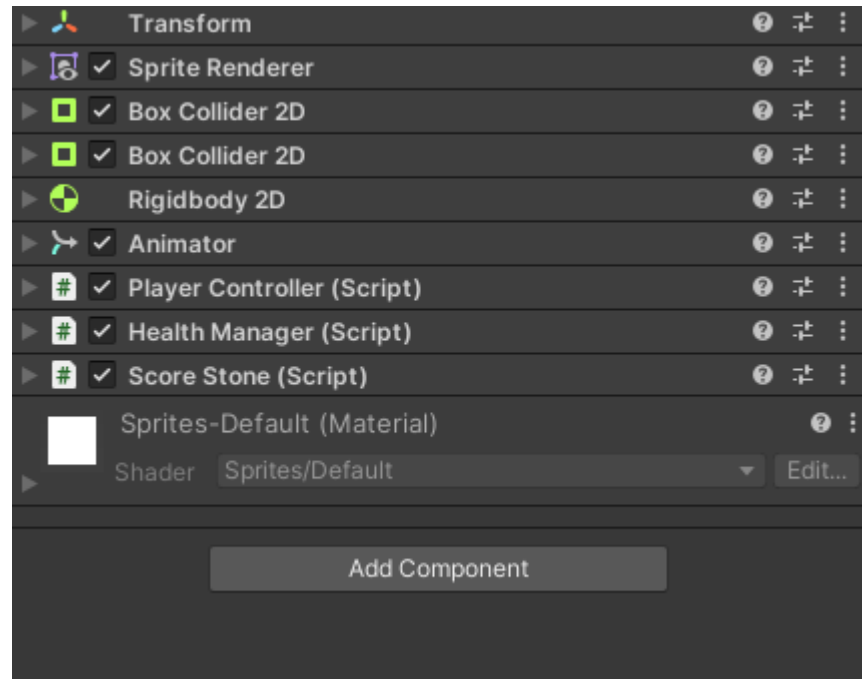 Transform
Sprite Renderer
Box Collider 2D
Box Collider 2D
Rigidbody 2D
Animator
# Player Controller (Script)
# Health Manager (Script)
# Score Stone (Script)
Sprites-Default (Material)
Shader Sprites/Default Edit...
Add Component